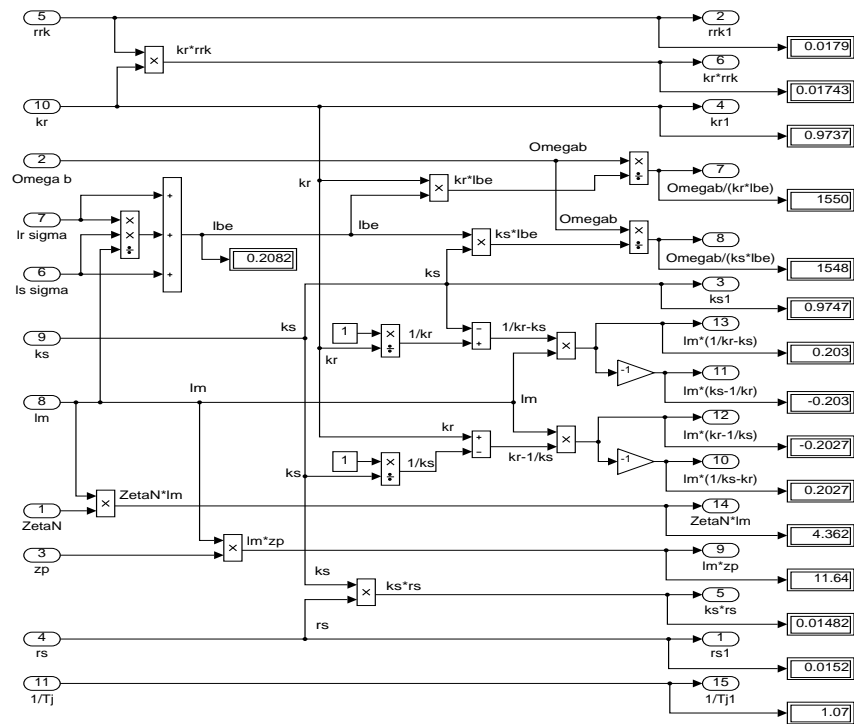 5
rrk
2
rrk1
0.0179
kr*rrk
6
kr*rrk
0.01743
10
kr
4
kr1
0.9737
2
Omega b
Omegab
kr
kr*lbe
7
Omegab/(kr*lbe)
1550
7
lr sigma
6
ls sigma
lbe
0.2082
lbe
Omegab
ks*lbe
8
Omegab/(ks*lbe)
1548
ks
3
ks1
0.9747
9
ks
ks
1
1/kr
1/kr-ks
kr
13
lm*(1/kr-ks)
0.203
-1
11
lm*(ks-1/kr)
-0.203
8
lm
lm
lm
12
lm*(kr-1/ks)
-0.2027
kr
1
1/ks
kr-1/ks
ks
-1
10
lm*(1/ks-kr)
0.2027
1
ZetaN
ZetaN*lm
14
ZetaN*lm
4.362
3
zp
lm*zp
9
lm*zp
11.64
ks
ks*rs
5
ks*rs
0.01482
4
rs
rs
1
rs1
0.0152
11
1/Tj
15
1/Tj1
1.07